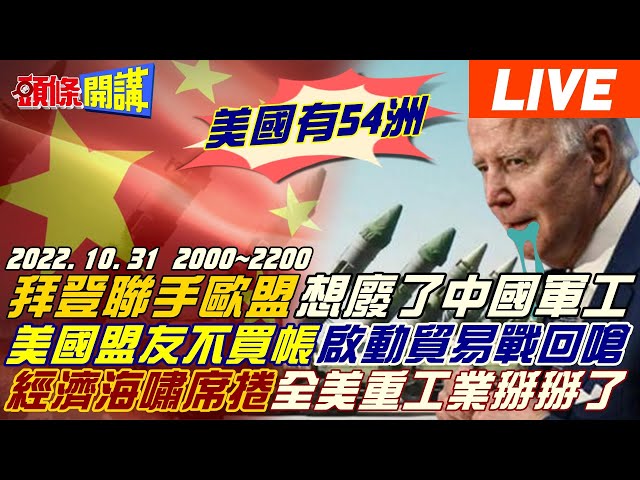 頭條開講
LIVE
美國有54洲
2022.10.31 2000~2200
拜登聯手歐盟 想廢了中國軍工
美國盟友不買帳 啟動貿易戰回嗆
經濟海嘯席捲 全美重工業掰掰了